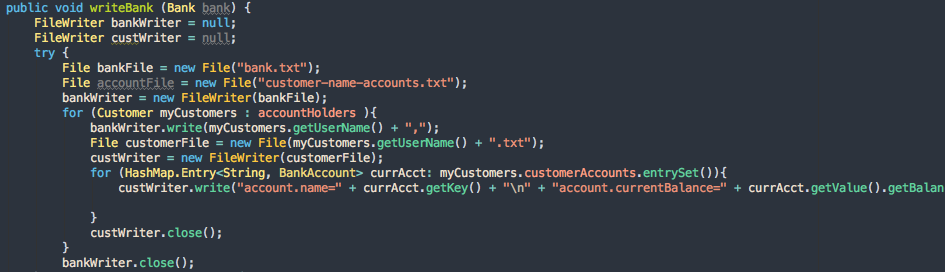 public void writeBank (Bank bank) {
    FileWriter bankWriter = null;
    FileWriter custWriter = null;
    try {
        File bankFile = new File("bank.txt");
        File accountFile = new File("customer-name-accounts.txt");
        bankWriter = new FileWriter(bankFile);
        for (Customer myCustomers : accountHolders ){
            bankWriter.write(myCustomers.getUserName() + ",");
            File customerFile = new File(myCustomers.getUserName() + ".txt");
            custWriter = new FileWriter(customerFile);
            for (HashMap.Entry<String, BankAccount> currAcct: myCustomers.customerAccounts.entrySet()){
                custWriter.write("account.name=" + currAcct.getKey() + "\n" + "account.currentBalance=" + currAcct.getValue().getBalan
            }
            custWriter.close();
        }
        bankWriter.close();